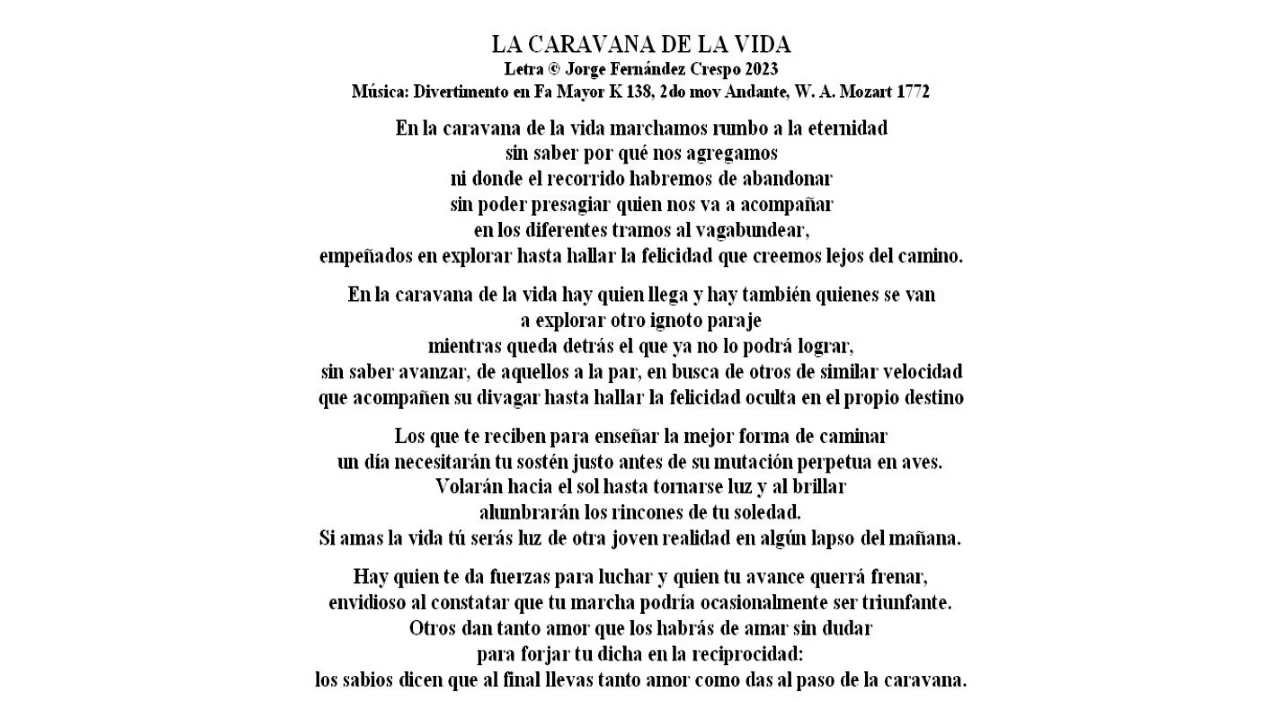 LA CARAVANA DE LA VIDA
Letra © Jorge Fernández Crespo 2023
Música: Divertimento en Fa Mayor K 138, 2do mov Andante, W. A. Mozart 1772
En la caravana de la vida marchamos rumbo a la eternidad
sin saber por qué nos agregamos
ni donde el recorrido habremos de abandonar
sin poder presagiar quien nos va a acompañar
en los diferentes tramos al vagabundear,
empeñados en explorar hasta hallar la felicidad que creemos lejos del camino.
En la caravana de la vida hay quien llega y hay también quienes se van
a explorar otro ignoto paraje
mientras queda detrás el que ya no lo podrá lograr,
sin saber avanzar, de aquellos a la par, en busca de otros de similar velocidad
que acompañen su divagar hasta hallar la felicidad oculta en el propio destino
Los que te reciben para enseñar la mejor forma de caminar
un día necesitarán tu sostén justo antes de su mutación perpetua en aves.
Volarán hacia el sol hasta tornarse luz y al brillar
alumbrarán los rincones de tu soledad.
Si amas la vida tú serás luz de otra joven realidad en algún lapso del mañana.
Hay quien te da fuerzas para luchar y quien tu avance querrá frenar,
envidioso al constatar que tu marcha podría ocasionalmente ser triunfante.
Otros dan tanto amor que los habrás de amar sin dudar
para forjar tu dicha en la reciprocidad:
los sabios dicen que al final llevas tanto amor como das al paso de la caravana.